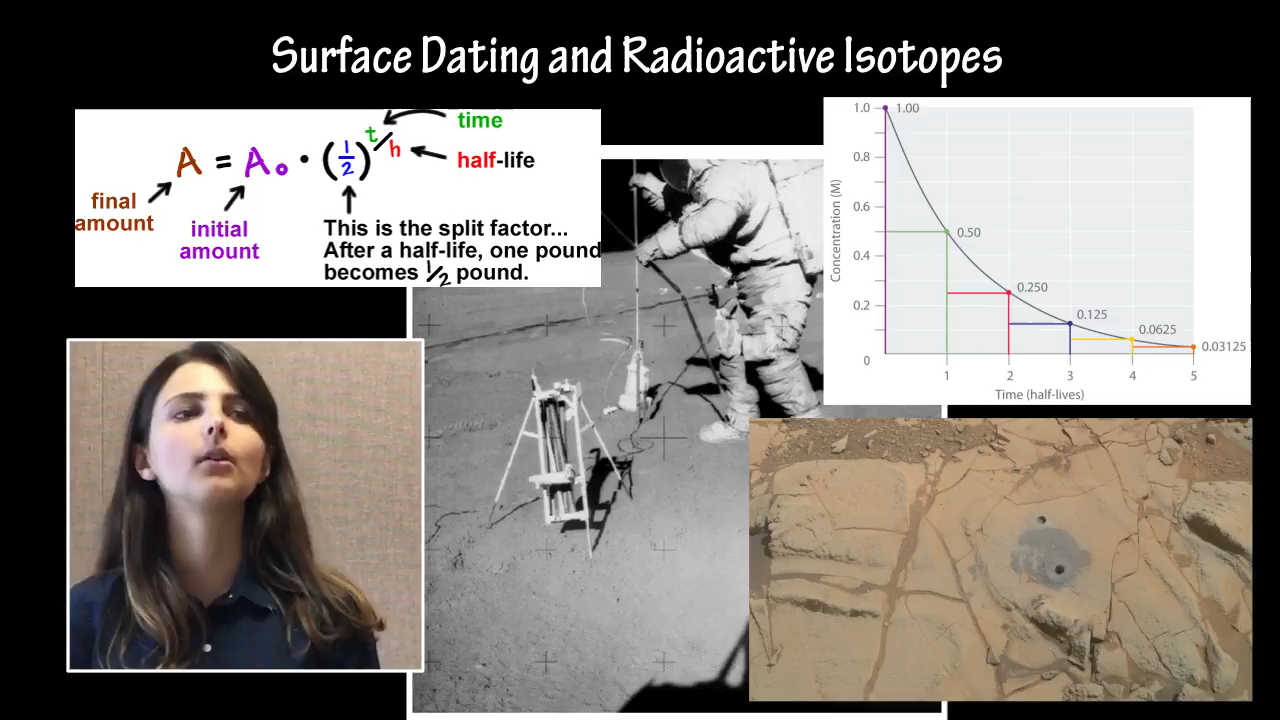 Surface Dating and Radioactive Isotopes
time
A = A₀ · (1/2)^t/h
half-life
final
amount
initial
amount
This is the split factor...
After a half-life, one pound
becomes 1/2 pound.
Concentration (M)
1.0
0.8
0.6
0.4
0.2
0
1.00
0.50
0.250
0.125
0.0625
0.03125
1 2 3 4 5
Time (half-lives)